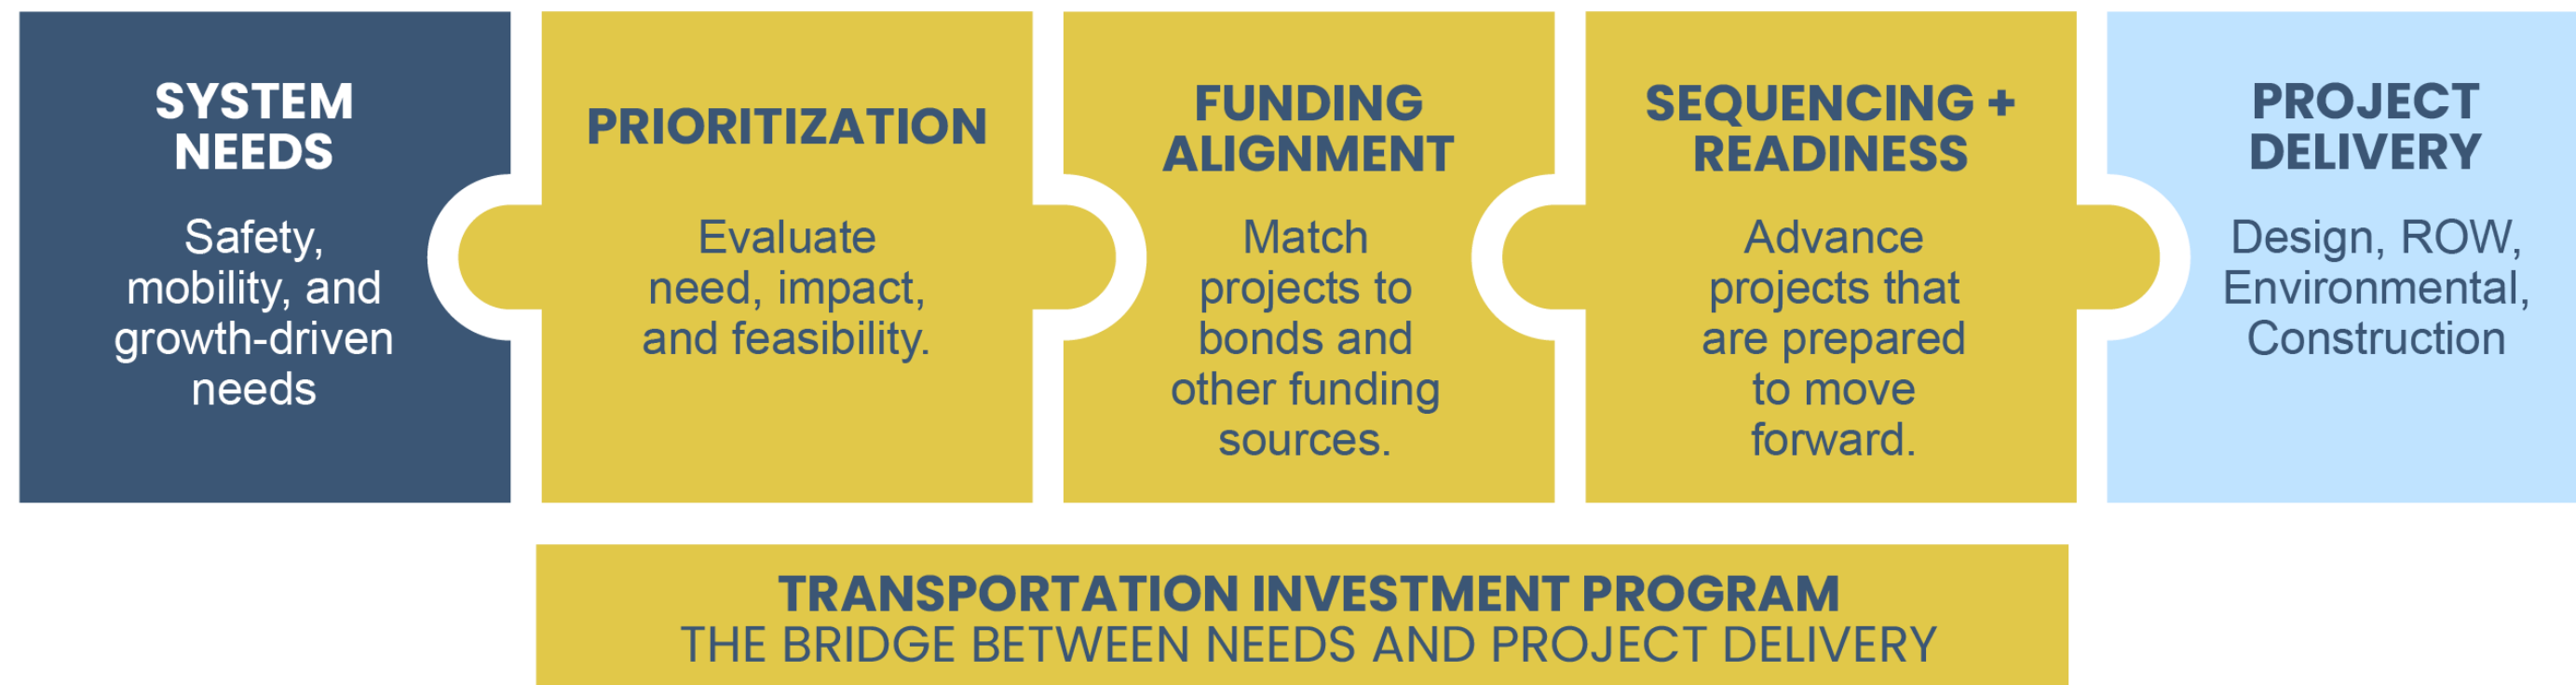 SYSTEM
NEEDS
Safety,
mobility, and
growth-driven
needs
PRIORITIZATION
Evaluate
need, impact,
and feasibility.
FUNDING
ALIGNMENT
Match
projects to
bonds and
other funding
sources.
SEQUENCING +
READINESS
Advance
projects that
are prepared
to move
forward.
PROJECT
DELIVERY
Design, ROW,
Environmental,
Construction
TRANSPORTATION INVESTMENT PROGRAM
THE BRIDGE BETWEEN NEEDS AND PROJECT DELIVERY